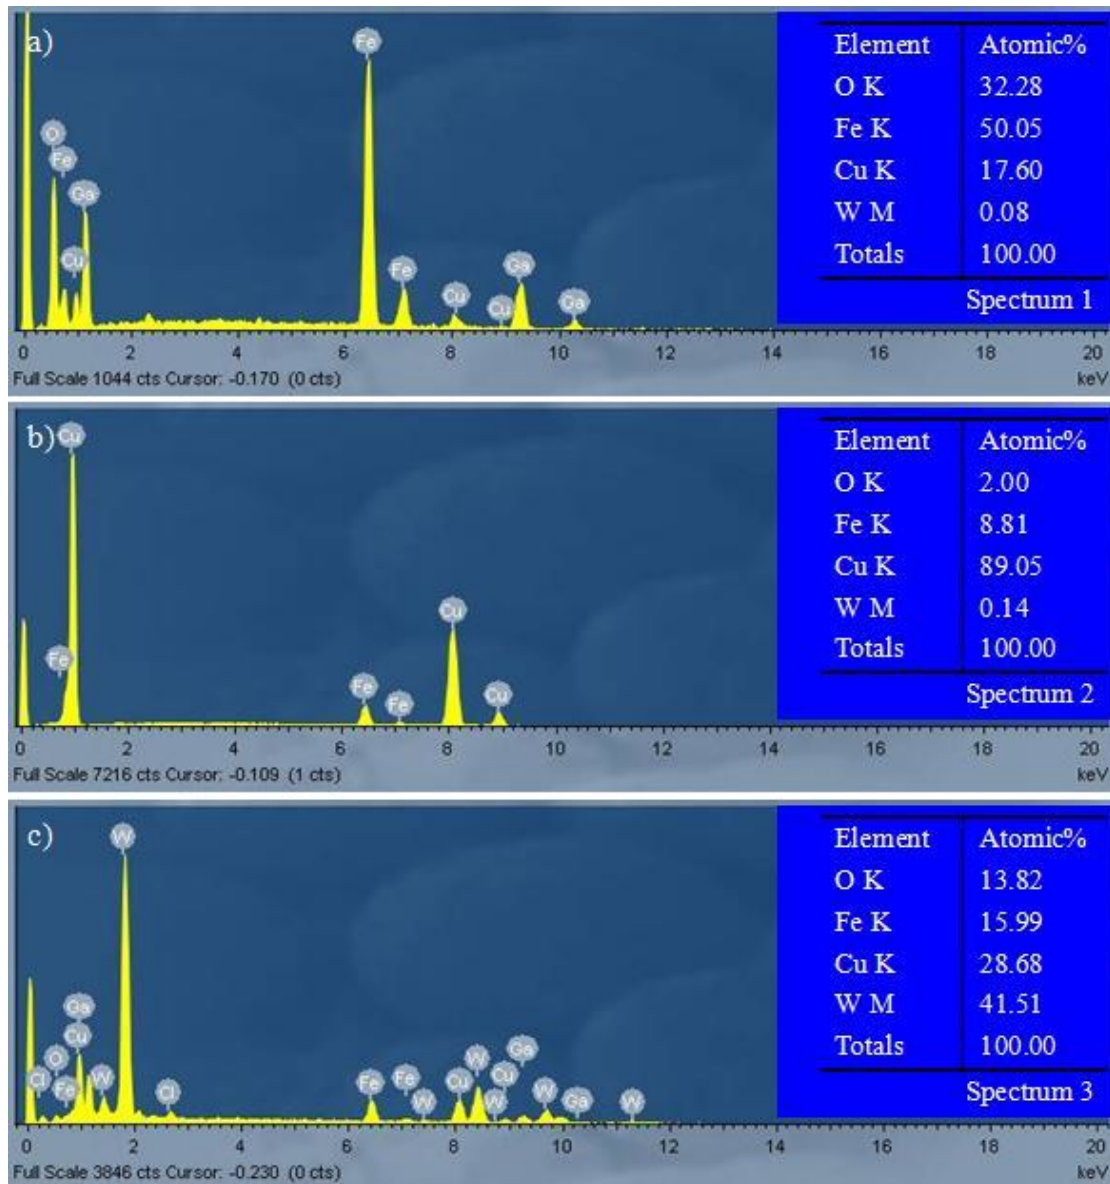 a)
Fe
O
Fe
Ga
Cu
Fe
Cu
Cu
Ga
Ga
0 2 4 6 8 10 12 14 16 18 20
Full Scale 1044 cts Cursor: -0.170 (0 cts) keV
Element Atomic%
O K 32.28
Fe K 50.05
Cu K 17.60
W M 0.08
Totals 100.00
Spectrum 1
b)
Cu
Fe
Fe
Fe
Cu
Cu
0 2 4 6 8 10 12 14 16 18 20
Full Scale 7216 cts Cursor: -0.109 (1 cts) keV
Element Atomic%
O K 2.00
Fe K 8.81
Cu K 89.05
W M 0.14
Totals 100.00
Spectrum 2
c)
W
Ga
Cu
O
Cl
Fe
W
Cl
Fe
Fe
W
Cu
W
Cu
W
Ga
W
Ga
W
0 2 4 6 8 10 12 14 16 18 20
Full Scale 3846 cts Cursor: -0.230 (0 cts) keV
Element Atomic%
O K 13.82
Fe K 15.99
Cu K 28.68
W M 41.51
Totals 100.00
Spectrum 3